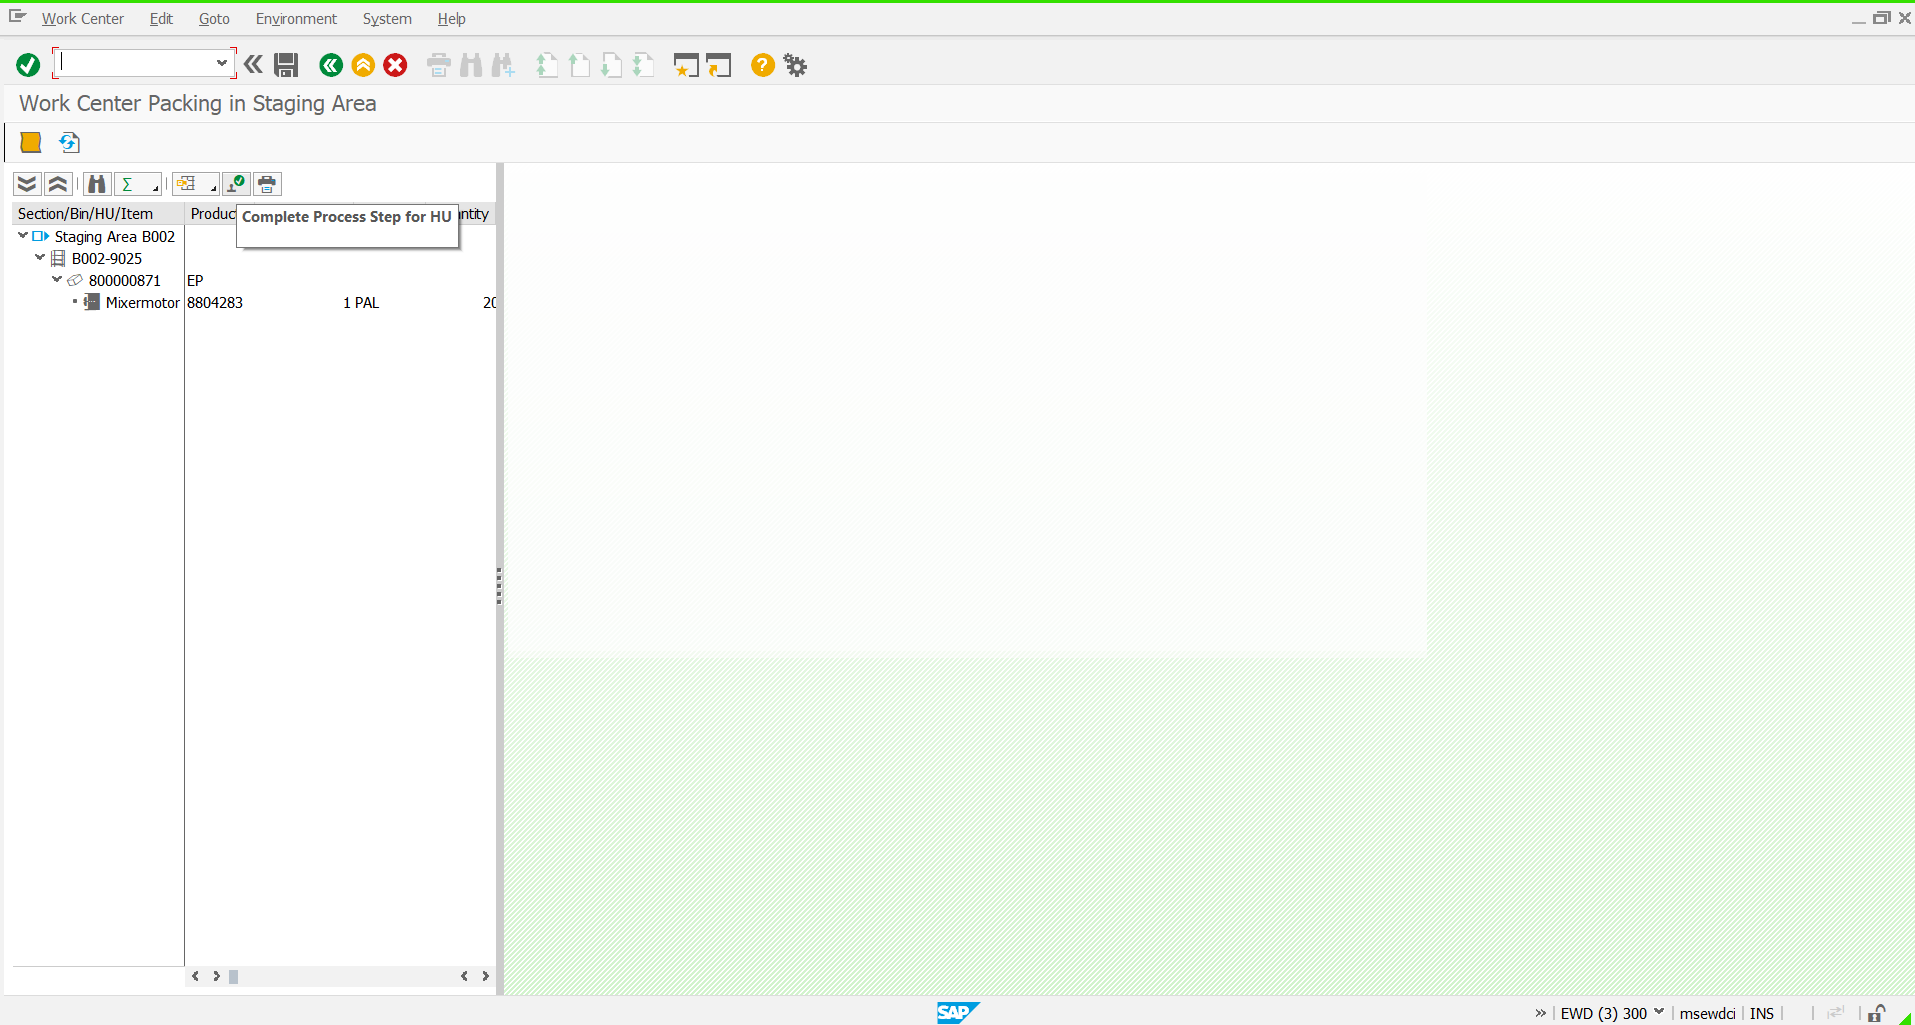 Work Center Edit Goto Environment System Help
Work Center Packing in Staging Area
Section/Bin/HU/Item Produc ntity
Complete Process Step for HU
Staging Area B002
B002-9025
800000871 EP
Mixermotor 8804283 1 PAL 20
SAP EWD (3) 300 msewdci INS